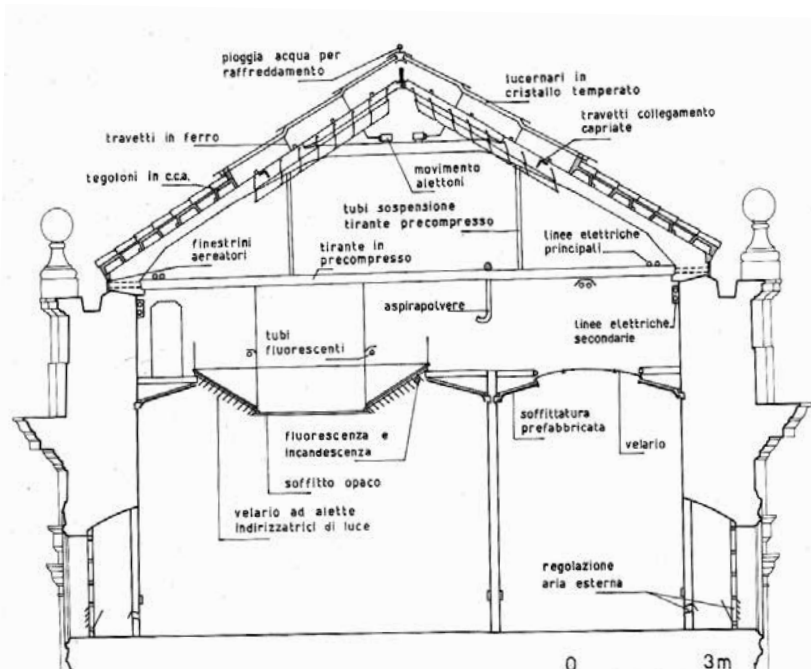 pioggia acqua per
raffreddamento
lucernari in
cristallo temperato
travetti collegamento
capriate
travetti in ferro
movimento
alettoni
tegoloni in c.c.a.
tubi sospensione
tirante precompresso
finestrini
aereatori
tirante in
precompresso
linee elettriche
principali
aspirapolvere
linee elettriche
secondarie
tubi
fluorescenti
soffittatura
prefabbricata
velario
fluorescenza e
incandescenza
soffitto opaco
velario ad alette
indirizzatrici di luce
regolazione
aria esterna
0 3m